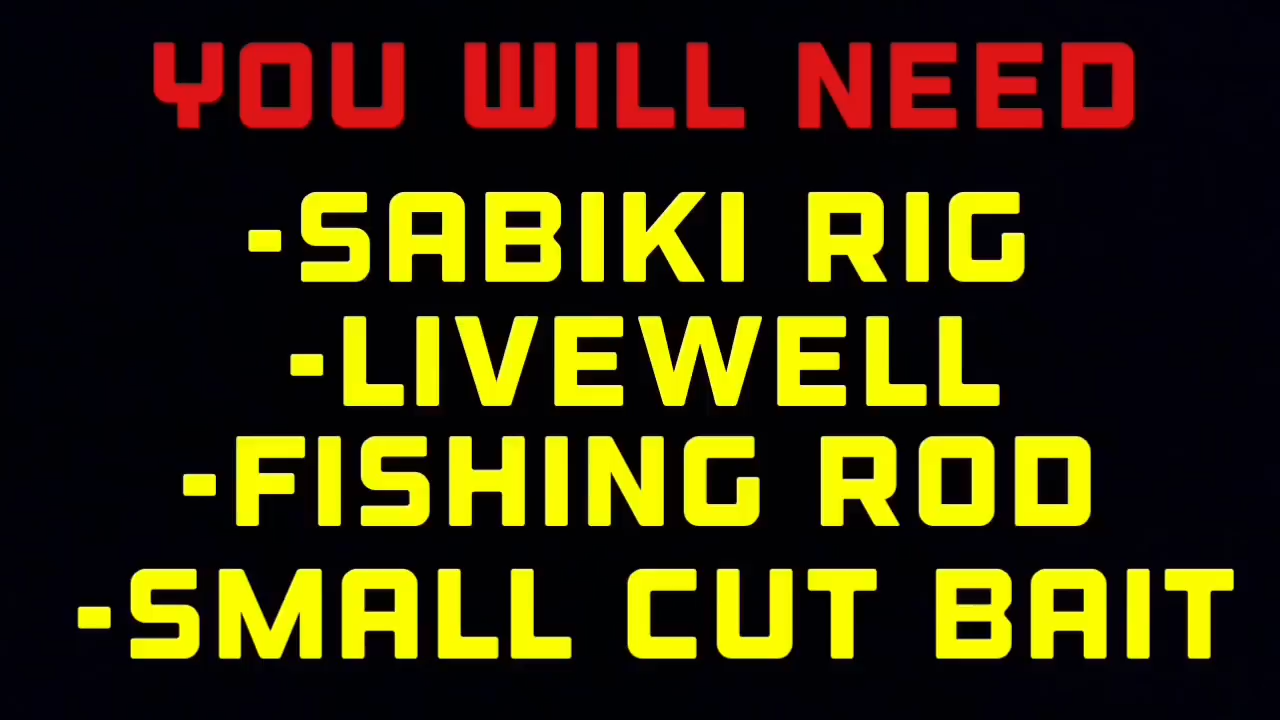 YOU WILL NEED
-SABIKI RIG
-LIVEWELL
-FISHING ROD
-SMALL CUT BAIT